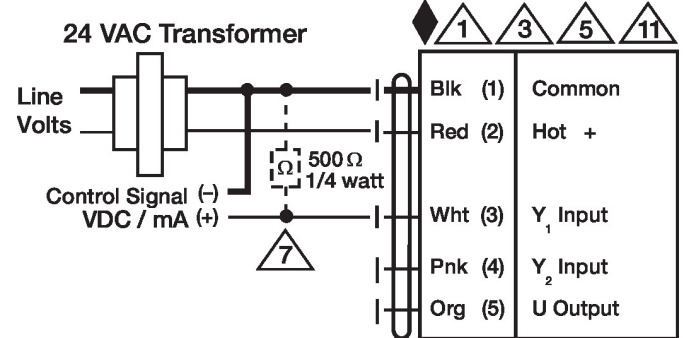 1 3 5 11
24 VAC Transformer
Line
Volts
Blk (1) Common
Red (2) Hot +
Ω 500 Ω
1/4 watt
Control Signal (-)
VDC / mA (+)
Wht (3) Y1 Input
7
Pnk (4) Y2 Input
Org (5) U Output